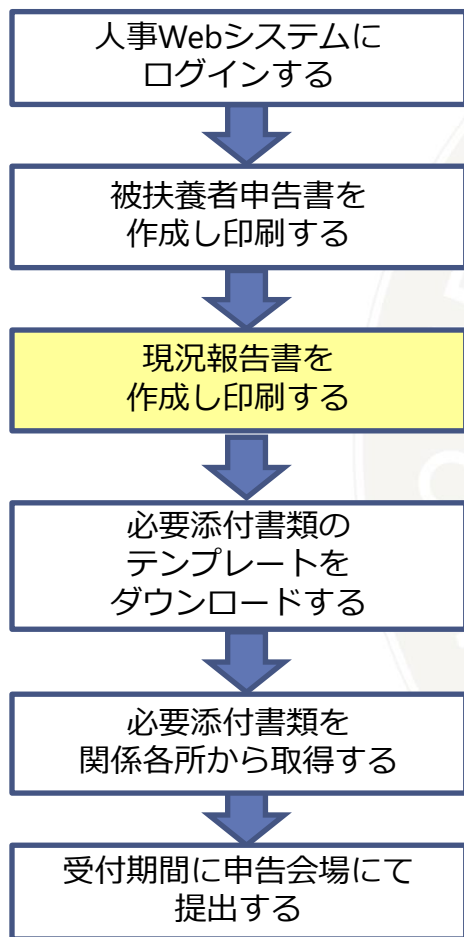 人事Webシステムに
ログインする
被扶養者申告書を
作成し印刷する
現況報告書を
作成し印刷する
必要添付書類の
テンプレートを
ダウンロードする
必要添付書類を
関係各所から取得する
受付期間に申告会場にて
提出する